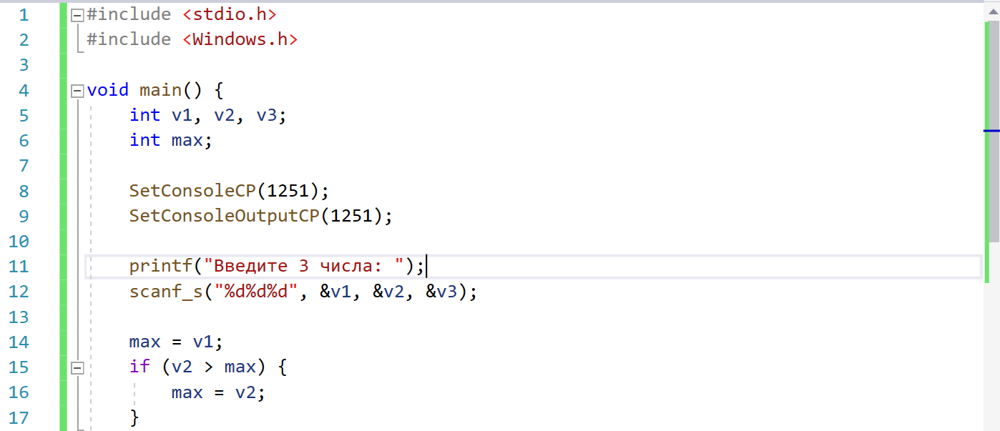 1 #include <stdio.h>
2 #include <Windows.h>
3
4 void main() {
5 int v1, v2, v3;
6 int max;
7
8 SetConsoleCP(1251);
9 SetConsoleOutputCP(1251);
10
11 printf("Введите 3 числа: ");
12 scanf_s("%d%d%d", &v1, &v2, &v3);
13
14 max = v1;
15 if (v2 > max) {
16 max = v2;
17 }